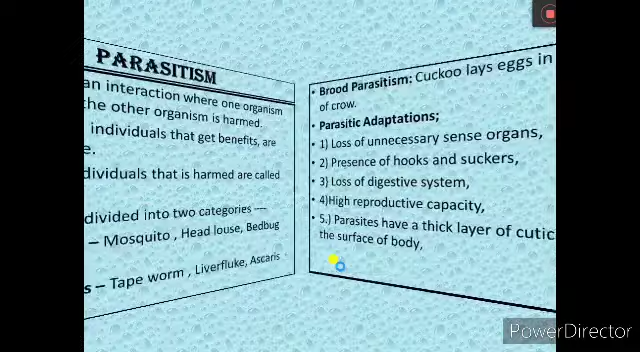 PARASITISM
an interaction where one organism
the other organism is harmed.
individuals that get benefits, are
e.
dividuals that is harmed are called
divided into two categories ----
– Mosquito , Head louse, Bedbug
s – Tape worm , Liverfluke, Ascaris
• Brood Parasitism: Cuckoo lays eggs in
of crow.
• Parasitic Adaptations;
• 1) Loss of unnecessary sense organs,
• 2) Presence of hooks and suckers,
• 3) Loss of digestive system,
• 4)High reproductive capacity,
• 5.) Parasites have a thick layer of cutic
the surface of body,
PowerDirector